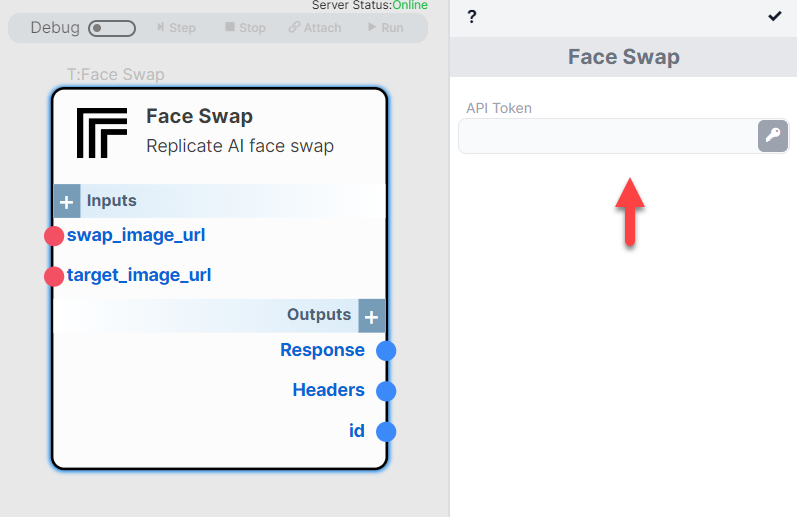 Server Status:Online
Debug
Step
Stop
Attach
Run
T:Face Swap
Face Swap
Replicate AI face swap
+ Inputs
swap_image_url
target_image_url
Outputs +
Response
Headers
id
?
Face Swap
API Token